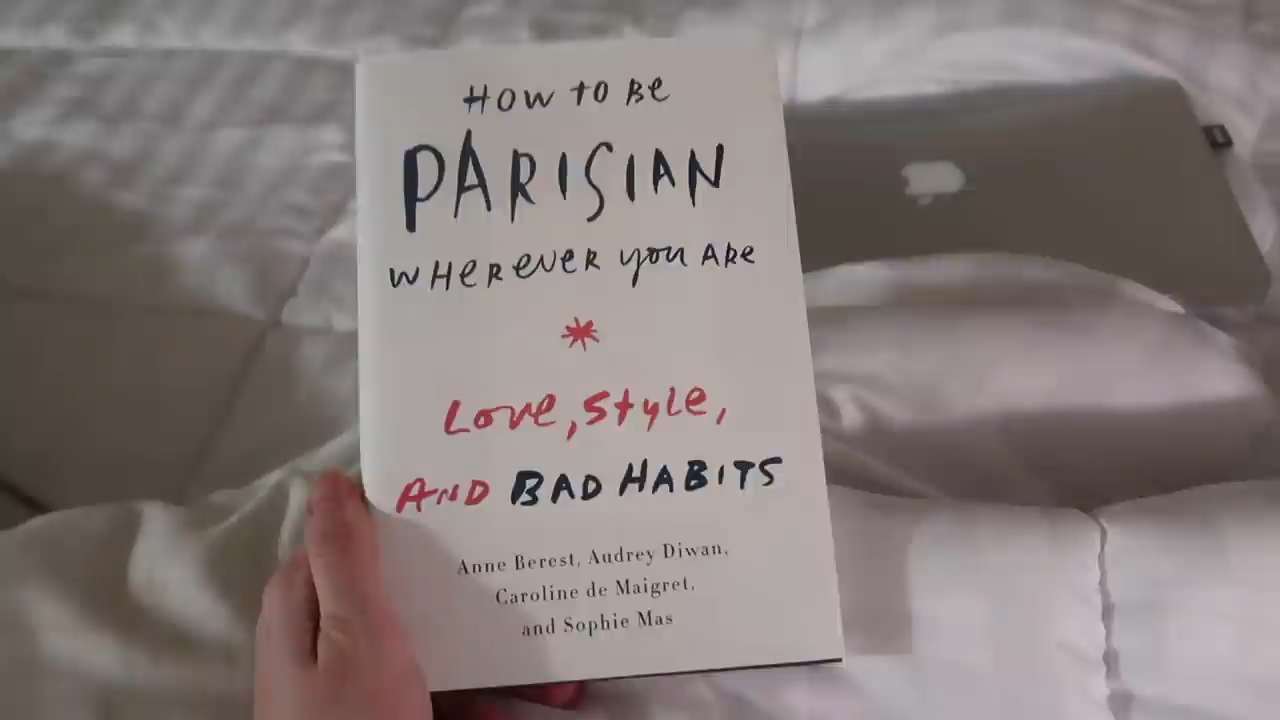 HOW TO BE
PARISIAN
WHEREVER YOU ARE
*
Love, Style,
AND BAD HABITS
Anne Berest, Audrey Diwan,
Caroline de Maigret,
and Sophie Mas